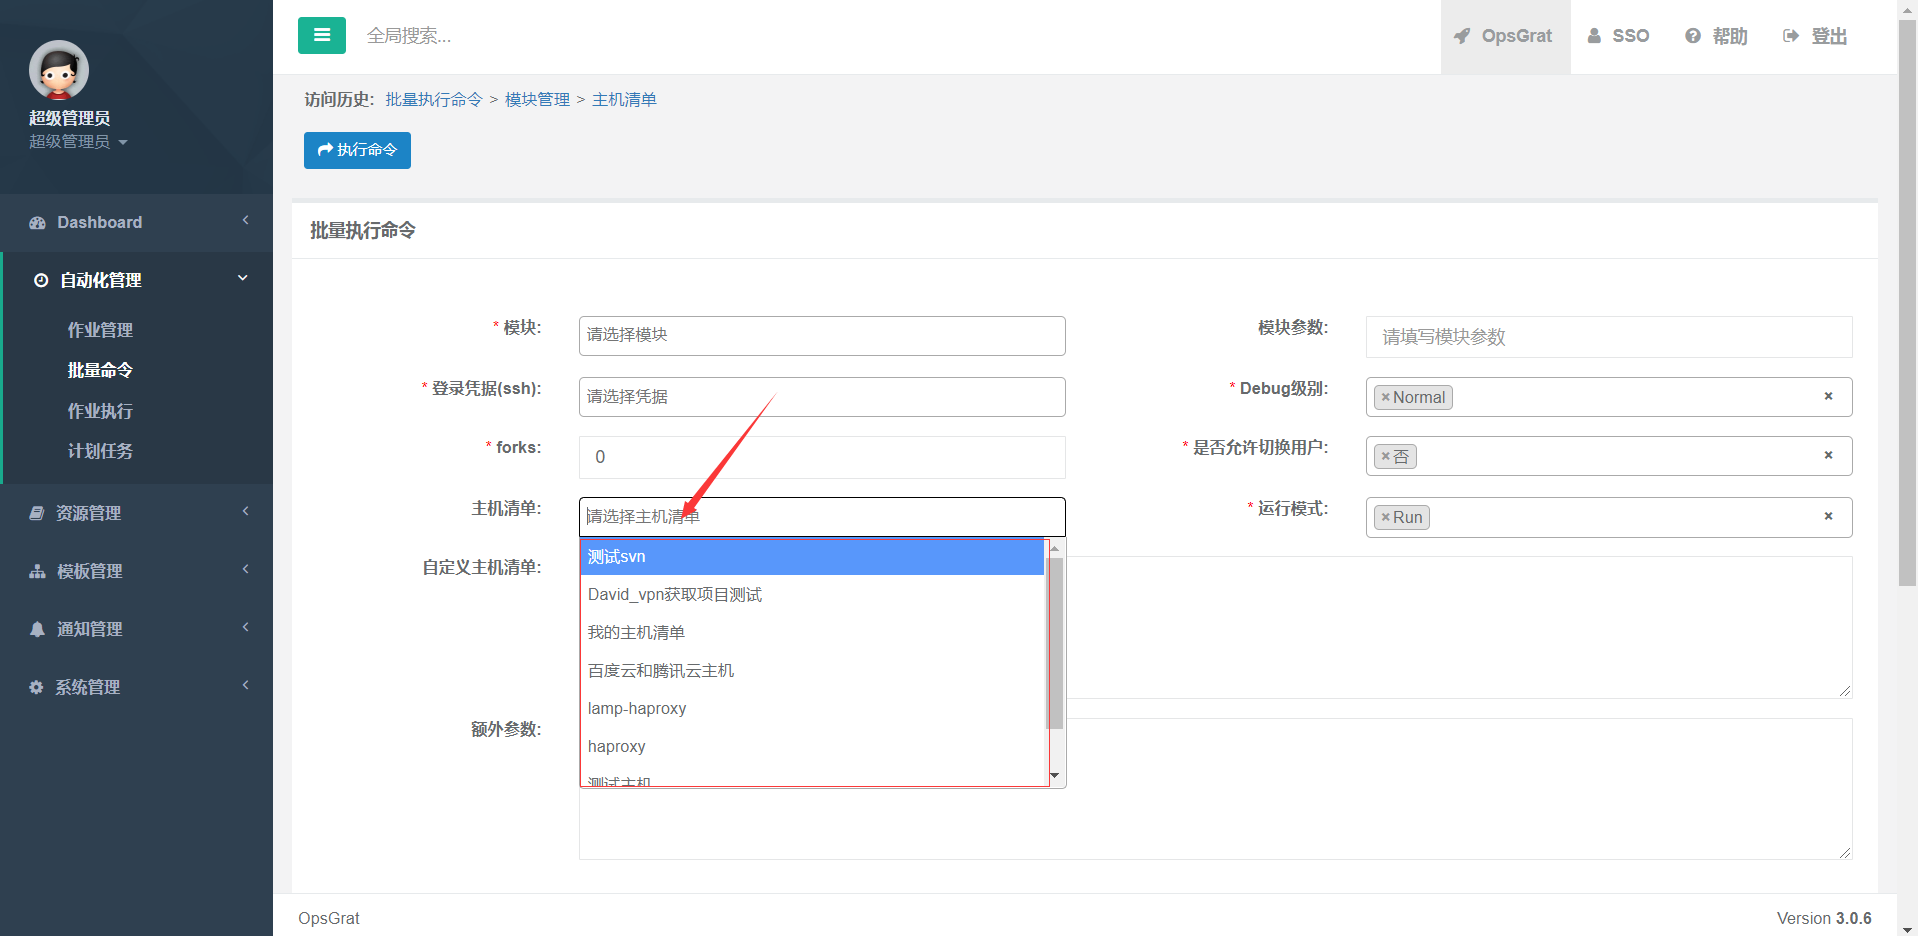 全局搜索...
OpsGrat
SSO
帮助
登出
超级管理员
超级管理员
Dashboard
自动化管理
作业管理
批量命令
作业执行
计划任务
资源管理
模板管理
通知管理
系统管理
访问历史: 批量执行命令 > 模块管理 > 主机清单
执行命令
批量执行命令
* 模块: 请选择模块
模块参数: 请填写模块参数
* 登录凭据(ssh): 请选择凭据
* Debug级别: ×Normal ×
* forks: 0
* 是否允许切换用户: ×否 ×
主机清单: 请选择主机清单
* 运行模式: ×Run ×
自定义主机清单:
测试svn
David_vpn获取项目测试
我的主机清单
百度云和腾讯云主机
lamp-haproxy
haproxy
测试主机
额外参数:
OpsGrat
Version 3.0.6